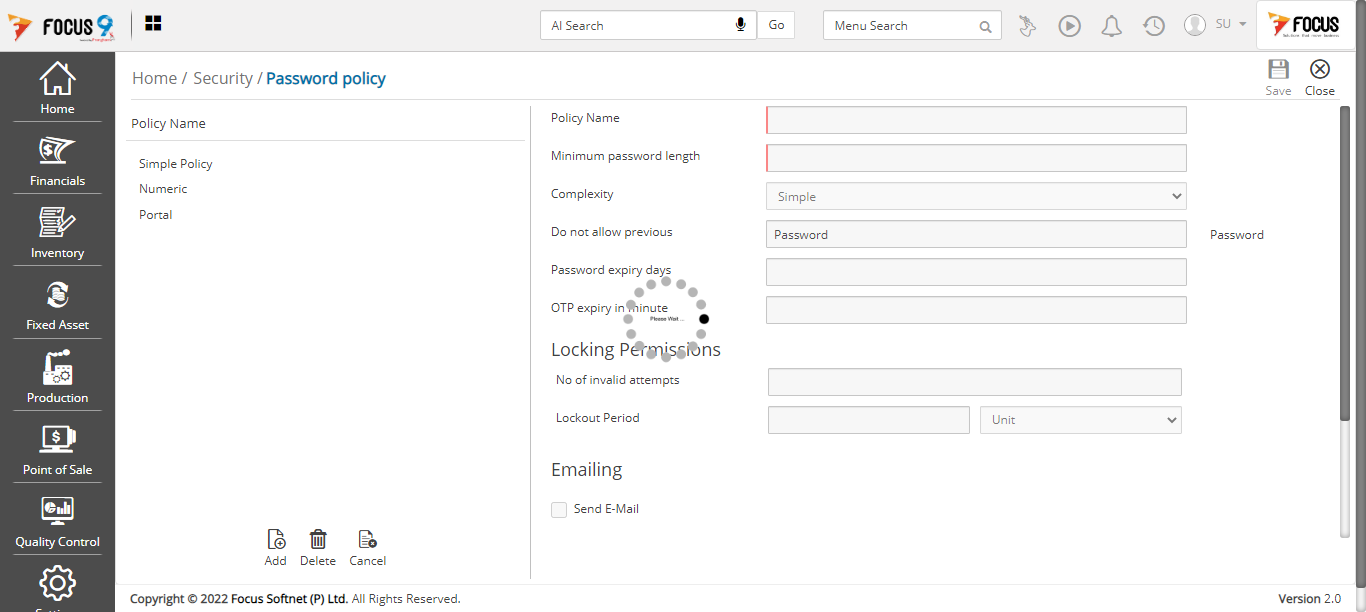 FOCUS 9
AI Search
Go
Menu Search
SU
FOCUS
Home / Security / Password policy
Save
Close
Home
Financials
Inventory
Fixed Asset
Production
Point of Sale
Quality Control
Policy Name
Simple Policy
Numeric
Portal
Add
Delete
Cancel
Policy Name
Minimum password length
Complexity
Simple
Do not allow previous
Password
Password
Password expiry days
OTP expiry in minute
Please Wait ...
Locking Permissions
No of invalid attempts
Lockout Period
Unit
Emailing
Send E-Mail
Copyright © 2022 Focus Softnet (P) Ltd. All Rights Reserved.
Version 2.0